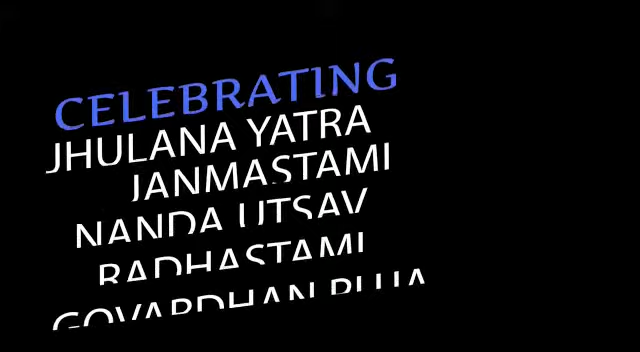 CELEBRATING
JHULANA YATRA
JANMASTAMI
NANDA UTSAV
RADHASTAMI
GOVARDHAN PUJA